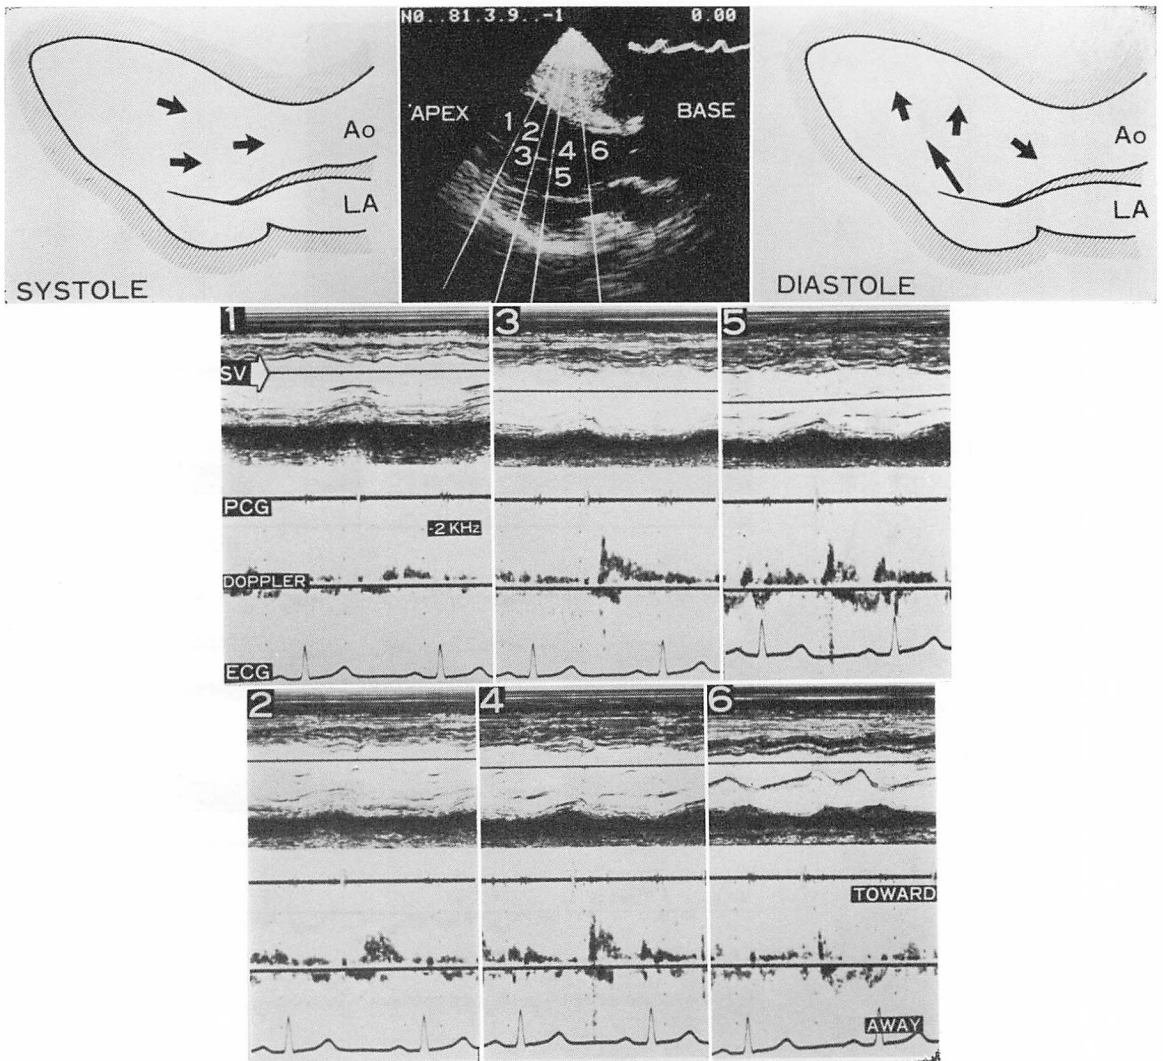 N0..81.3.9..-1 0.00
APEX BASE
1
2
3
4
5
6
Ao
LA
SYSTOLE
Ao
LA
DIASTOLE
1 3 5
SV
PCG
-2 KHz
DOPPLER
ECG
2 4 6
TOWARD
AWAY